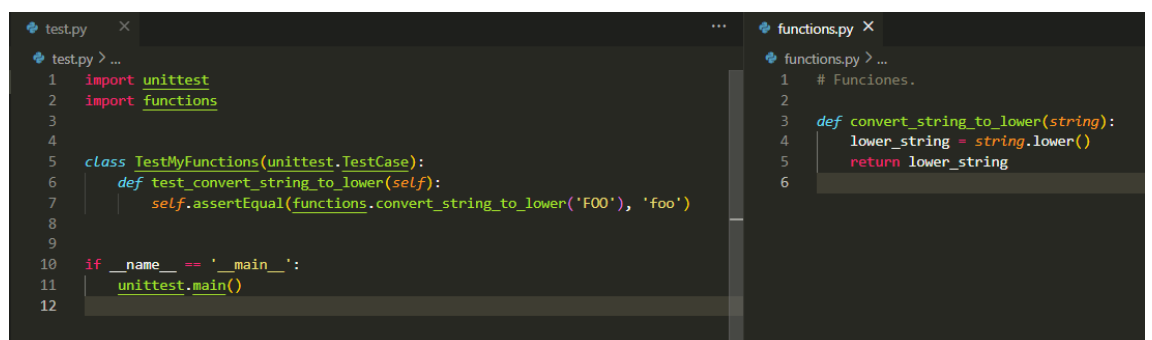 test.py ×
test.py > ...
1 import unittest
2 import functions
3
4
5 class TestMyFunctions(unittest.TestCase):
6 def test_convert_string_to_lower(self):
7 self.assertEqual(functions.convert_string_to_lower('FOO'), 'foo')
8
9
10 if __name__ == '__main__':
11 unittest.main()
12
functions.py ×
functions.py > ...
1 # Funciones.
2
3 def convert_string_to_lower(string):
4 lower_string = string.lower()
5 return lower_string
6